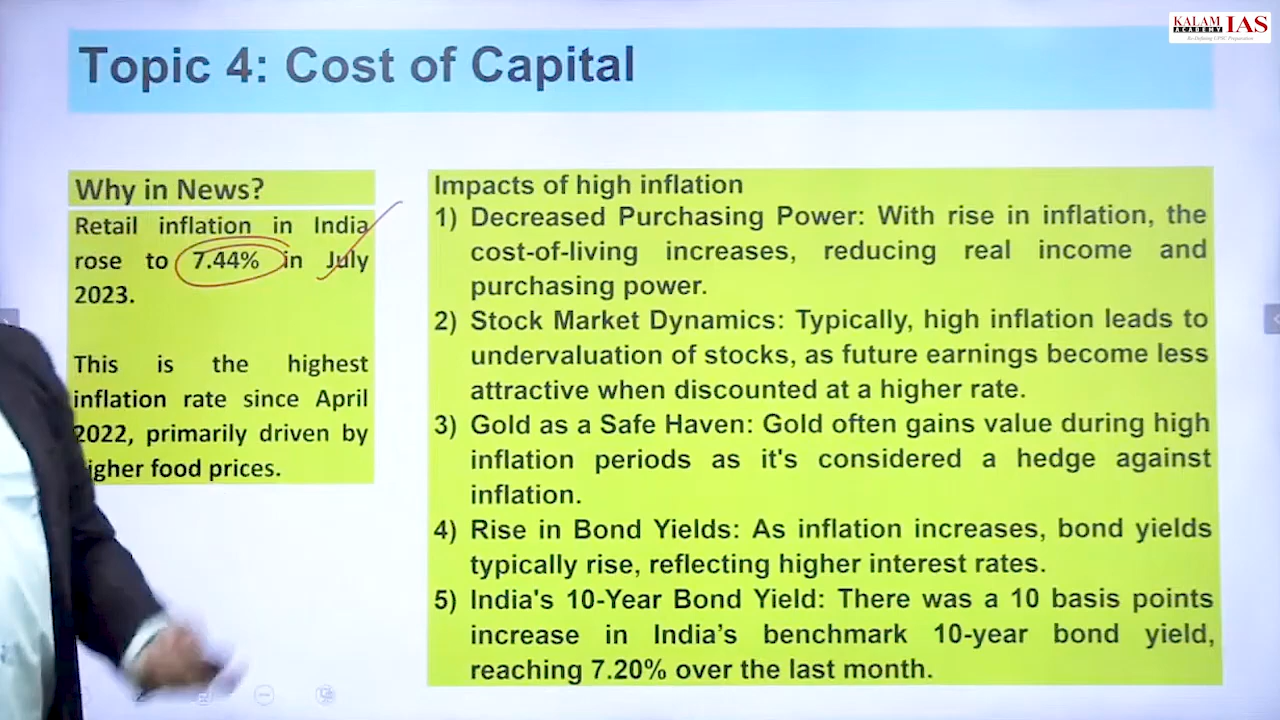 KALAM IAS
ACADEMY
Re-Defining UPSC Preparation
Topic 4: Cost of Capital
Why in News?
Retail inflation in India
rose to 7.44% in July
2023.
This is the highest
inflation rate since April
2022, primarily driven by
igher food prices.
Impacts of high inflation
1) Decreased Purchasing Power: With rise in inflation, the
cost-of-living increases, reducing real income and
purchasing power.
2) Stock Market Dynamics: Typically, high inflation leads to
undervaluation of stocks, as future earnings become less
attractive when discounted at a higher rate.
3) Gold as a Safe Haven: Gold often gains value during high
inflation periods as it's considered a hedge against
inflation.
4) Rise in Bond Yields: As inflation increases, bond yields
typically rise, reflecting higher interest rates.
5) India's 10-Year Bond Yield: There was a 10 basis points
increase in India’s benchmark 10-year bond yield,
reaching 7.20% over the last month.